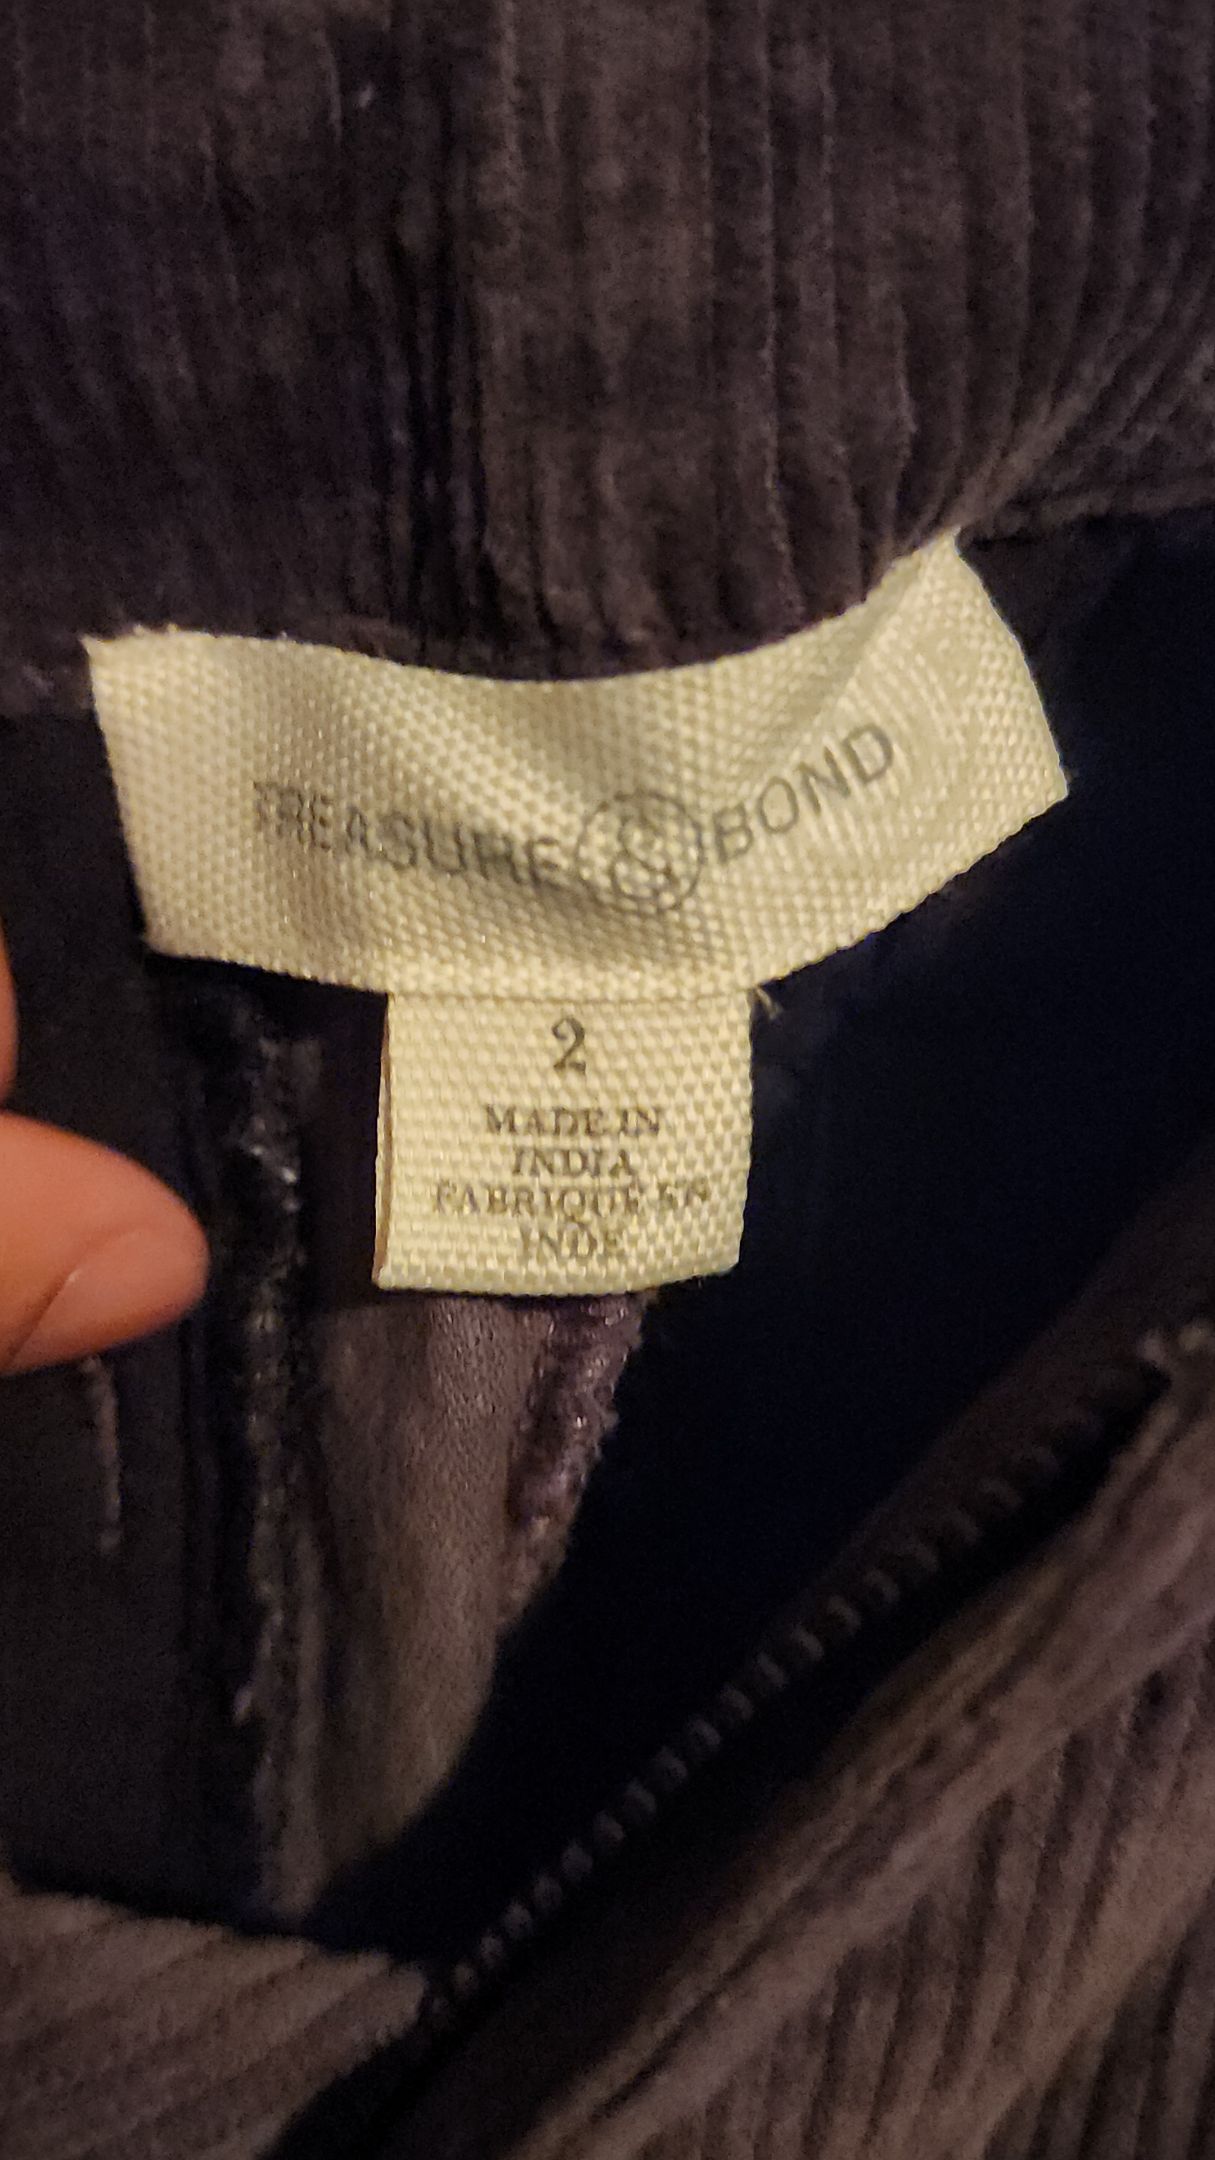 TREASURE & BOND
2
MADE IN
INDIA
FABRIQUÉ EN
INDE